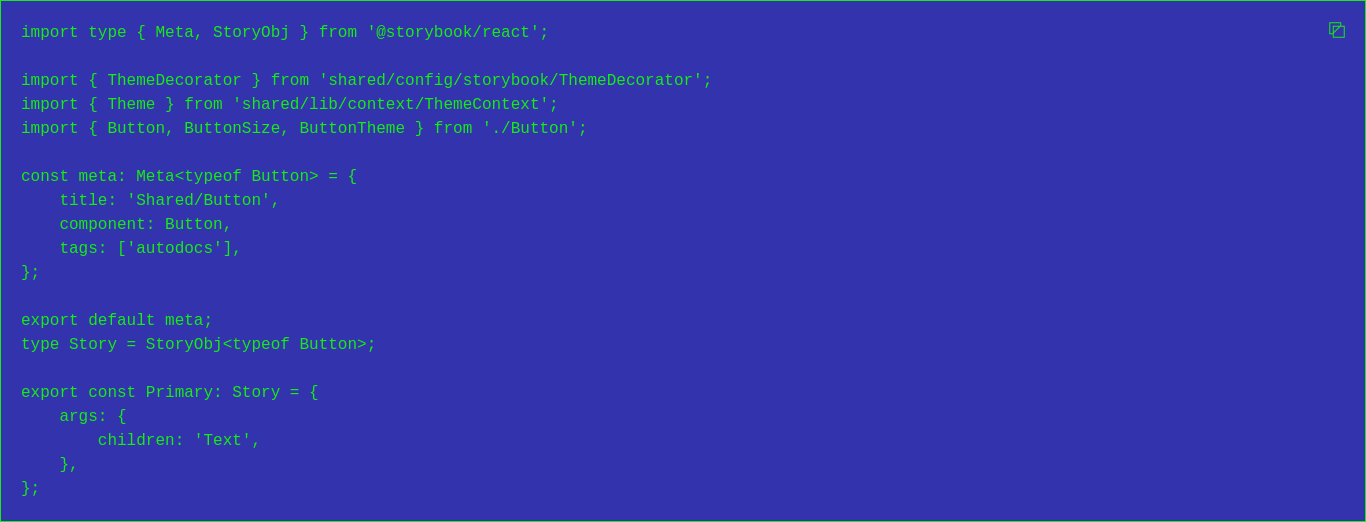 import type { Meta, StoryObj } from '@storybook/react';

import { ThemeDecorator } from 'shared/config/storybook/ThemeDecorator';
import { Theme } from 'shared/lib/context/ThemeContext';
import { Button, ButtonSize, ButtonTheme } from './Button';

const meta: Meta<typeof Button> = {
    title: 'Shared/Button',
    component: Button,
    tags: ['autodocs'],
};

export default meta;
type Story = StoryObj<typeof Button>;

export const Primary: Story = {
    args: {
        children: 'Text',
    },
};